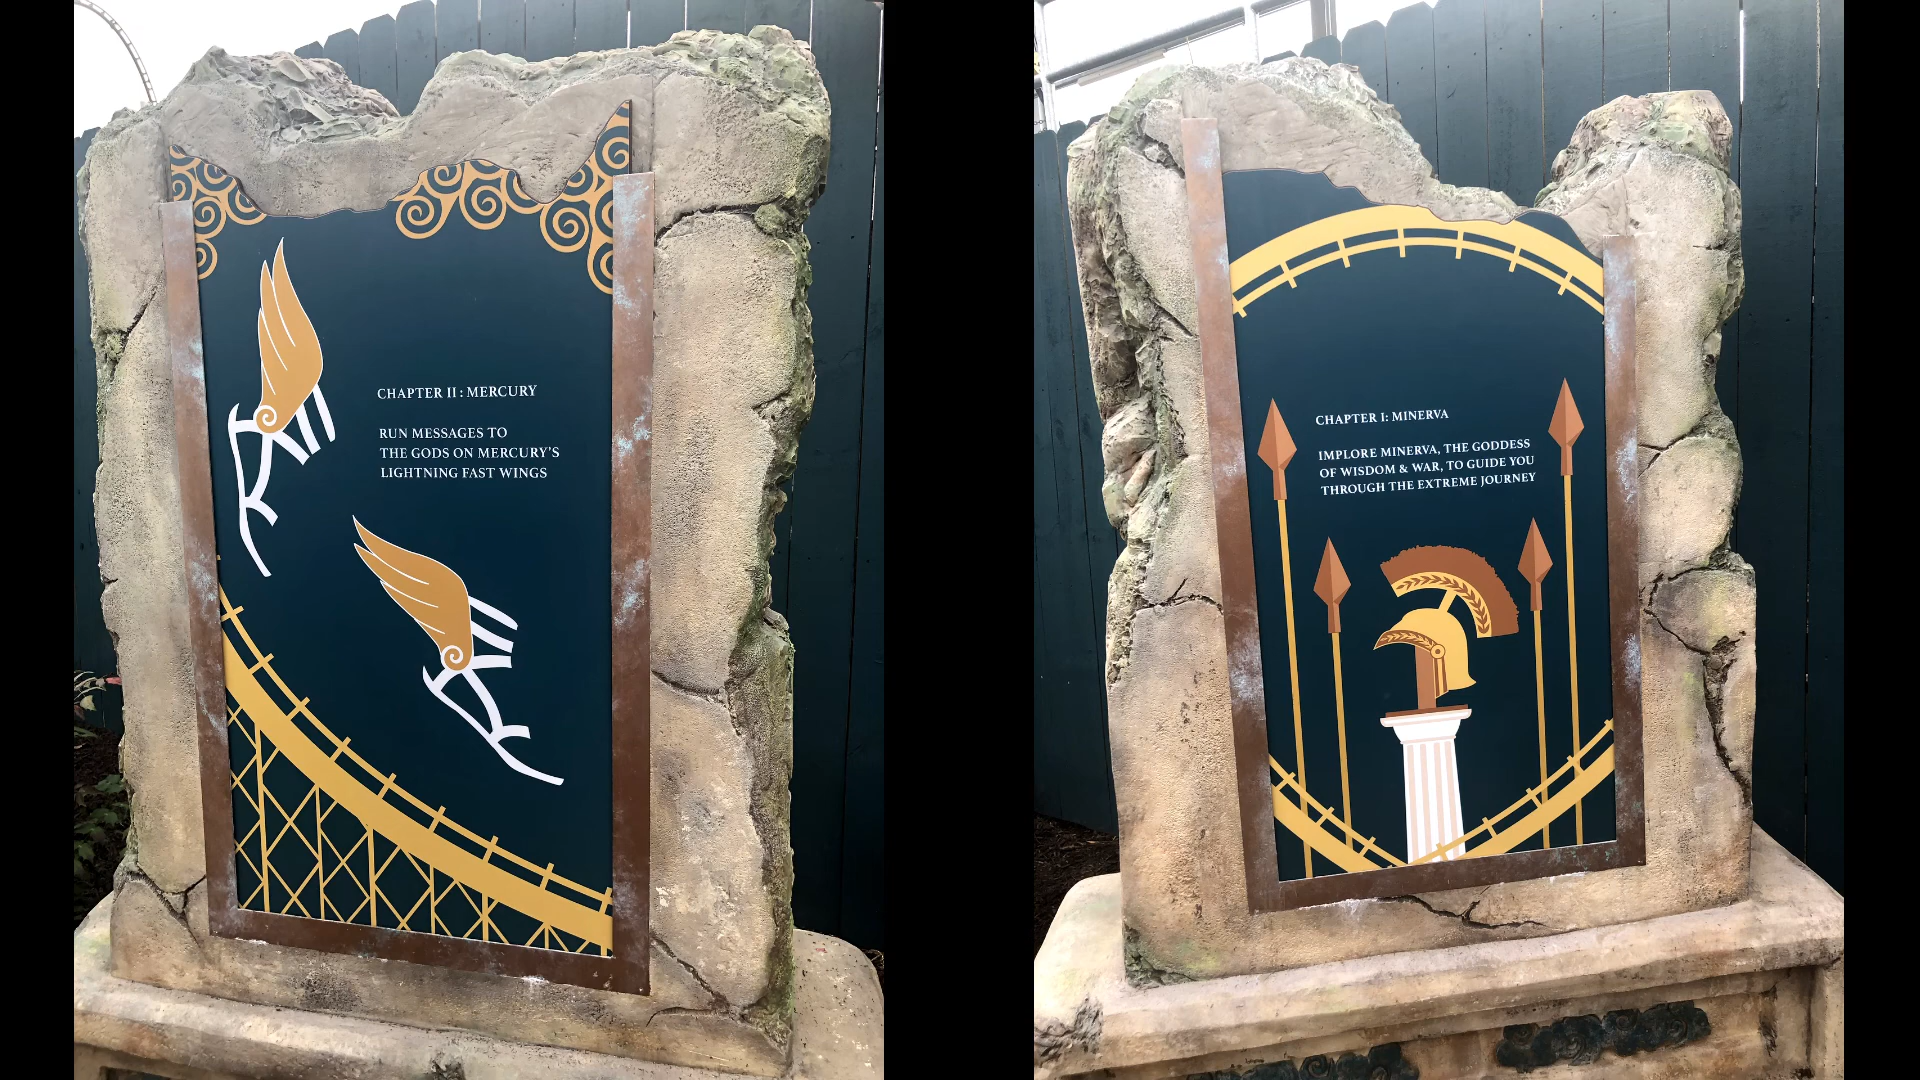 CHAPTER II : MERCURY
RUN MESSAGES TO
THE GODS ON MERCURY'S
LIGHTNING FAST WINGS
CHAPTER I: MINERVA
IMPLORE MINERVA, THE GODDESS
OF WISDOM & WAR, TO GUIDE YOU
THROUGH THE EXTREME JOURNEY